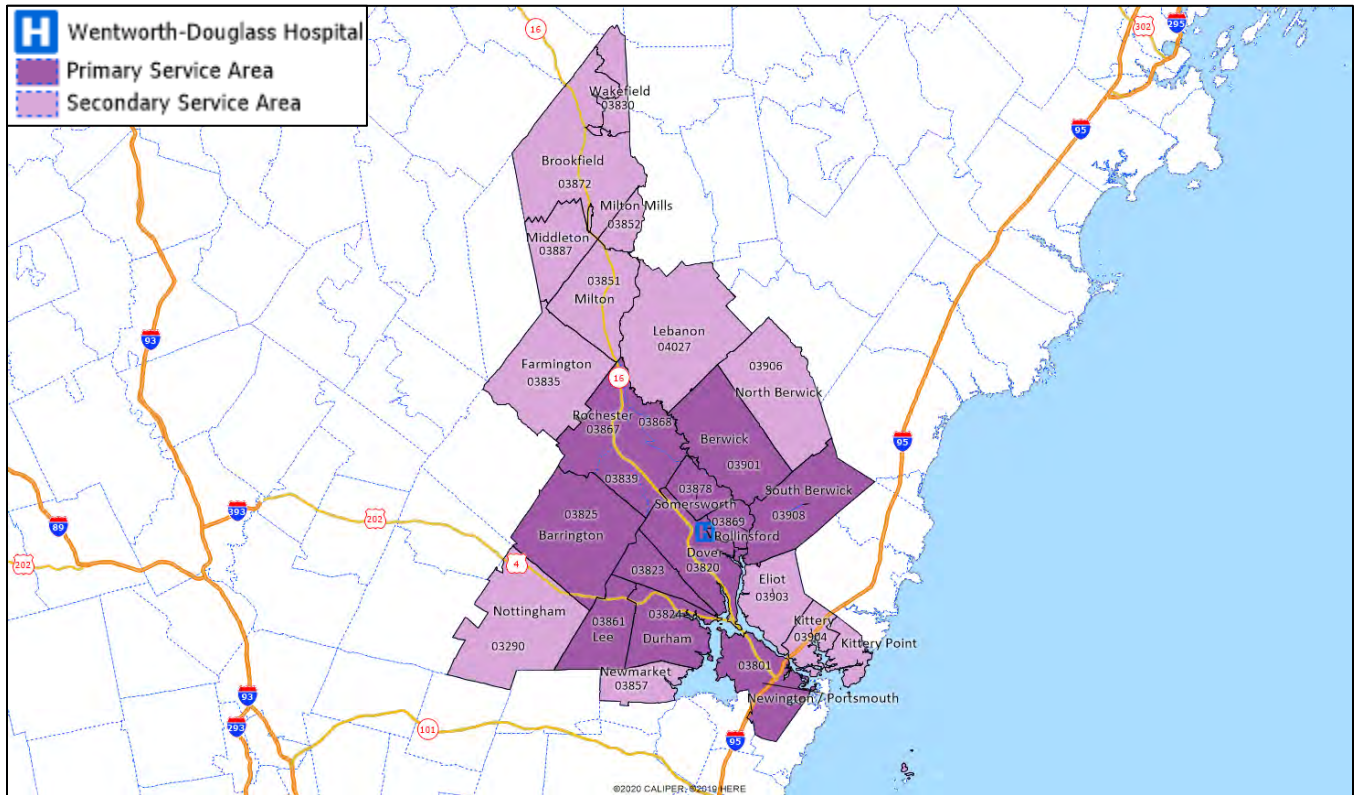 Wentworth-Douglass Hospital
Primary Service Area
Secondary Service Area
16
302
295
95
Wakefield
03830
Brookfield
03872
Milton Mills
03852
Middleton
03887
03851
Milton
93
Lebanon
04027
Farmington
03835
16
03906
North Berwick
Rochester
03867
03868
Berwick
03901
95
03839
03878
Somersworth
South Berwick
03908
03825
Barrington
03869
Rollinsford
H
Dover
03820
393
202
89
202
4
03823
Eliot
03903
Nottingham
03290
03861
Lee
03824
Durham
Kittery
03904
Kittery Point
Newmarket
03857
03801
Newington / Portsmouth
93
293
101
95
©2020 CALIPER, ©2019 HERE